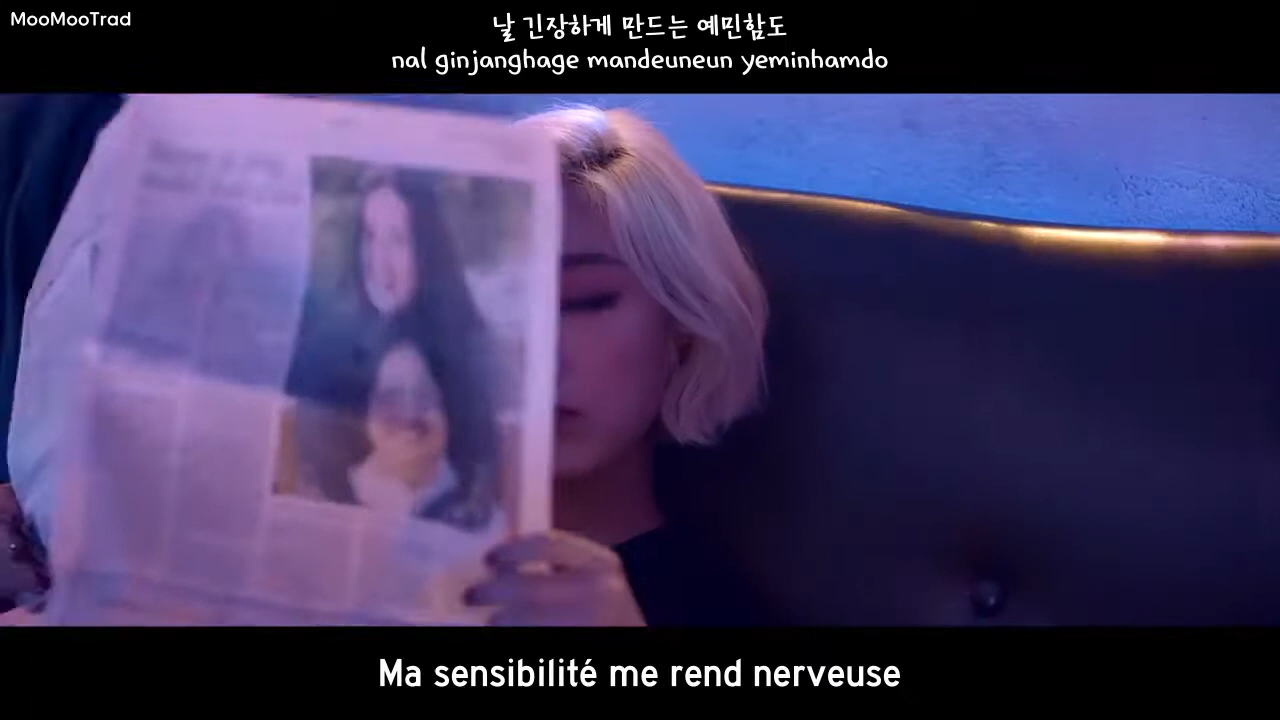 MooMooTrad
날 긴장하게 만드는 예민함도
nal ginjanghage mandeuneun yeminhamdo
Ma sensibilité me rend nerveuse